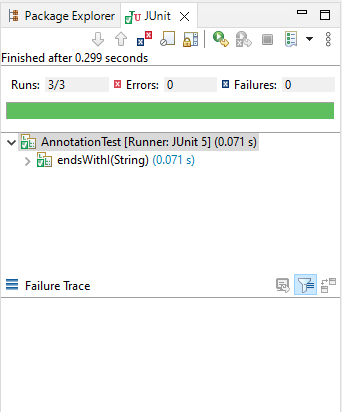 Package Explorer JUnit
Finished after 0.299 seconds
Runs: 3/3 Errors: 0 Failures: 0
AnnotationTest [Runner: JUnit 5] (0.071 s)
endsWithI(String) (0.071 s)
Failure Trace